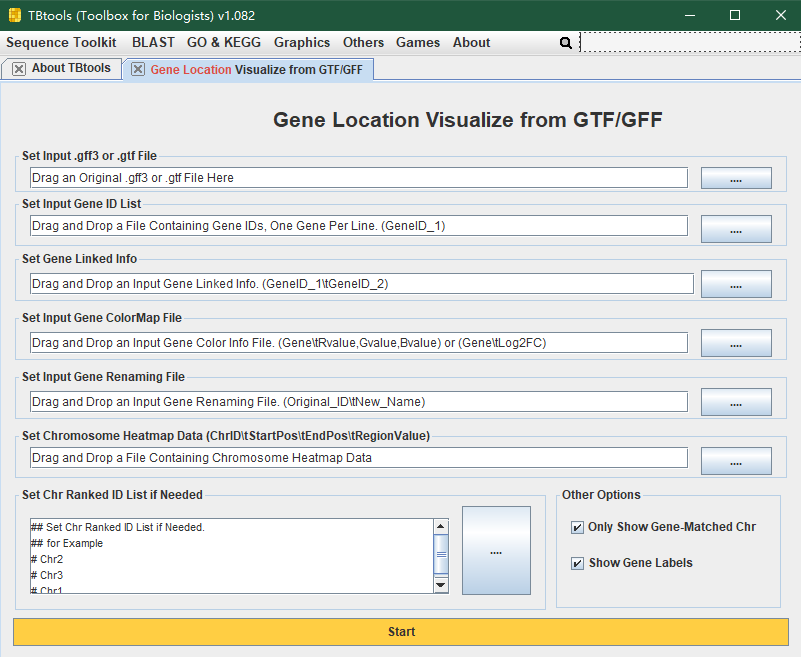 TBtools (Toolbox for Biologists) v1.082
Sequence Toolkit BLAST GO & KEGG Graphics Others Games About
About TBtools Gene Location Visualize from GTF/GFF
Gene Location Visualize from GTF/GFF
Set Input .gff3 or .gtf File
Drag an Original .gff3 or .gtf File Here ....
Set Input Gene ID List
Drag and Drop a File Containing Gene IDs, One Gene Per Line. (GeneID_1) ....
Set Gene Linked Info
Drag and Drop an Input Gene Linked Info. (GeneID_1\tGeneID_2) ....
Set Input Gene ColorMap File
Drag and Drop an Input Gene Color Info File. (Gene\tRvalue,Gvalue,Bvalue) or (Gene\tLog2FC) ....
Set Input Gene Renaming File
Drag and Drop an Input Gene Renaming File. (Original_ID\tNew_Name) ....
Set Chromosome Heatmap Data (ChrID\tStartPos\tEndPos\tRegionValue)
Drag and Drop a File Containing Chromosome Heatmap Data ....
Set Chr Ranked ID List if Needed
## Set Chr Ranked ID List if Needed.
## for Example
# Chr2
# Chr3
# Chr1
....
Other Options
Only Show Gene-Matched Chr
Show Gene Labels
Start